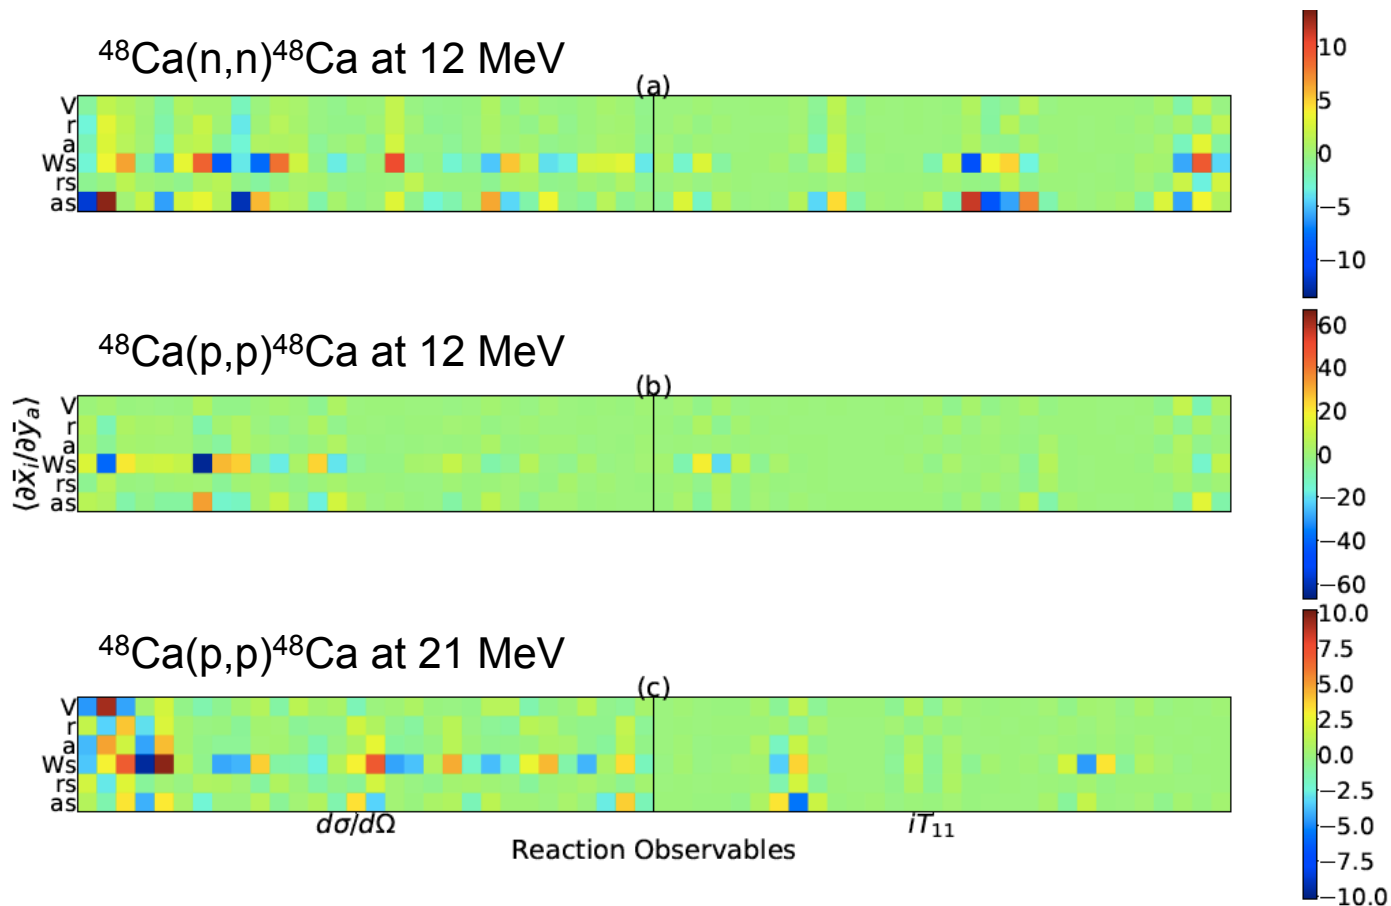 ⁴⁸Ca(n,n)⁴⁸Ca at 12 MeV
(a)
V
r
a
Ws
rs
as
10
5
0
−5
−10
⁴⁸Ca(p,p)⁴⁸Ca at 12 MeV
(b)
⟨∂x̄ᵢ/∂ȳₐ⟩
V
r
a
Ws
rs
as
60
40
20
0
−20
−40
−60
⁴⁸Ca(p,p)⁴⁸Ca at 21 MeV
(c)
V
r
a
Ws
rs
as
10.0
7.5
5.0
2.5
0.0
−2.5
−5.0
−7.5
−10.0
dσ/dΩ
iT₁₁
Reaction Observables